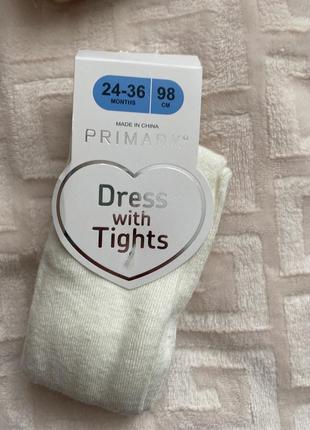 24-36 98
MONTHS CM
MADE IN CHINA
PRIMARK®
Dress
with
Tights